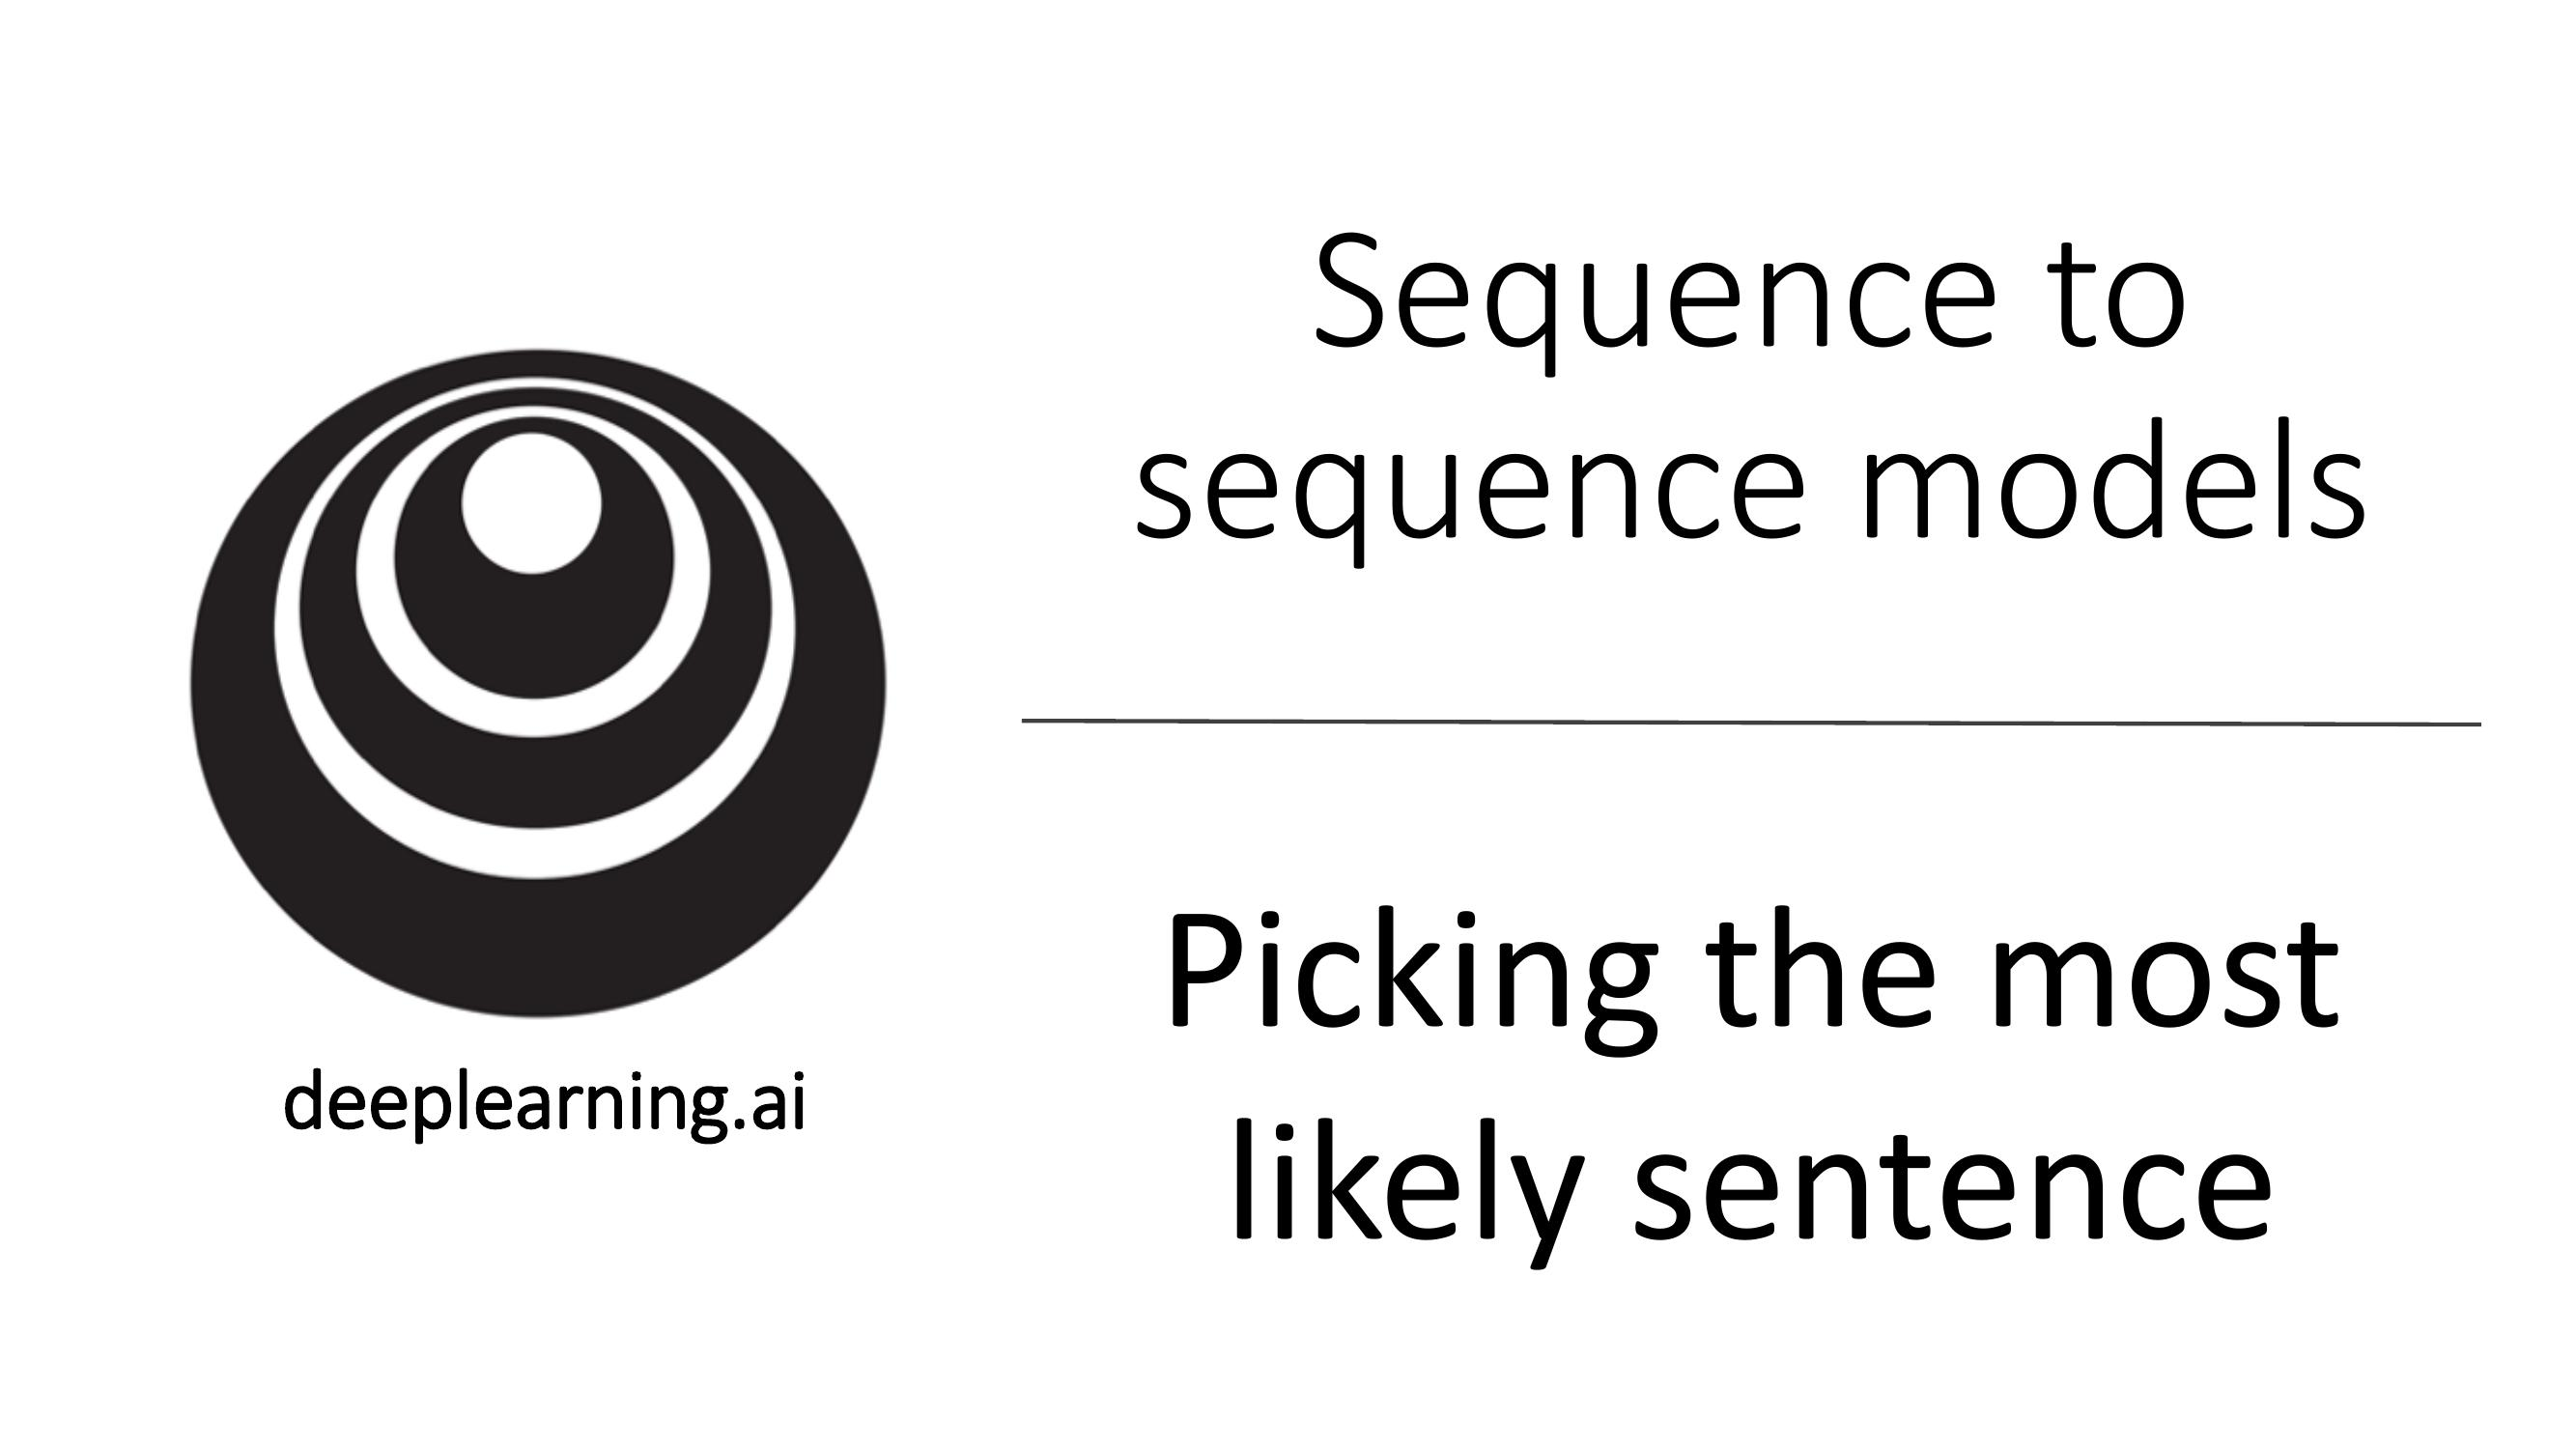 Sequence to
sequence models
Picking the most
likely sentence
deeplearning.ai